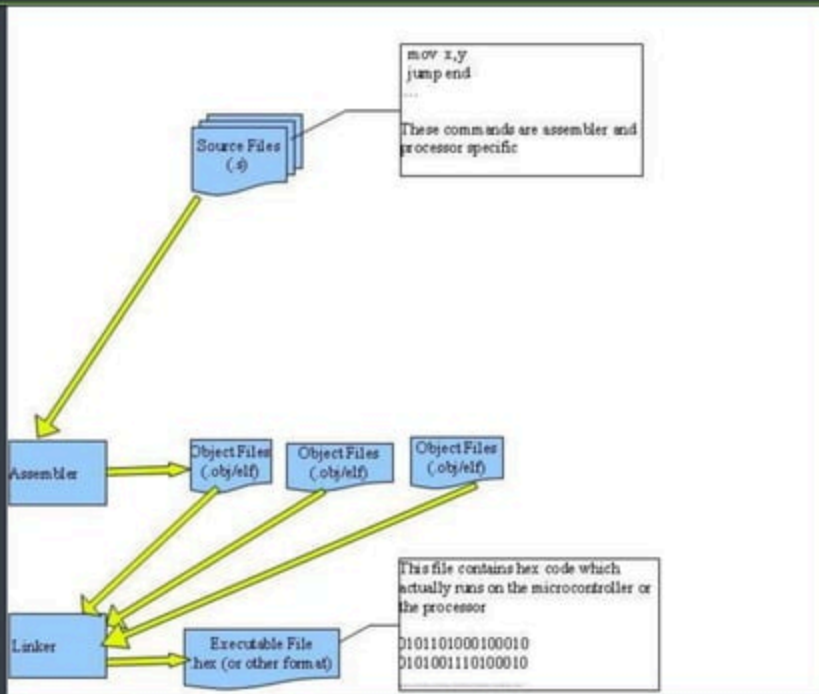 mov x,y
jump end
...
These commands are assembler and
processor specific
Source Files
(.s)
Assembler
Object Files
(.obj/elf)
Object Files
(.obj/elf)
Object Files
(.obj/elf)
This file contains hex code which
actually runs on the microcontroller or
the processor
0101101000100010
0101001110100010
Linker
Executable File
.hex (or other format)